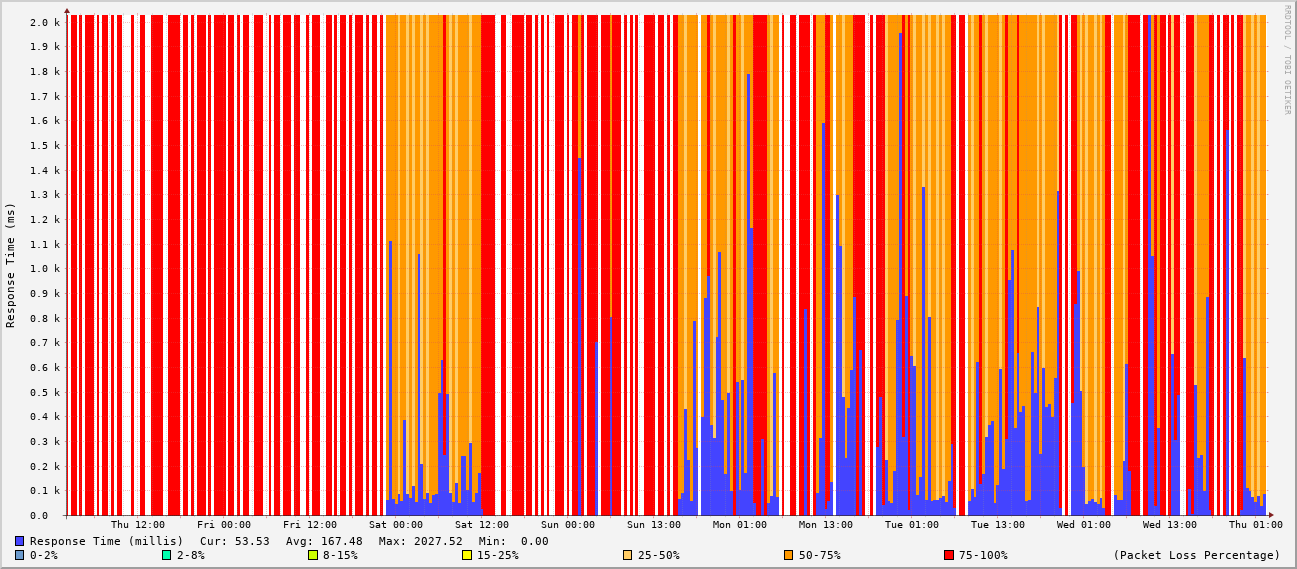 2.0 k
1.9 k
1.8 k
1.7 k
1.6 k
1.5 k
1.4 k
1.3 k
1.2 k
1.1 k
1.0 k
0.9 k
0.8 k
0.7 k
0.6 k
0.5 k
0.4 k
0.3 k
0.2 k
0.1 k
0.0
Response Time (ms)
RRDTOOL / TOBI OETIKER
Thu 12:00 Fri 00:00 Fri 12:00 Sat 00:00 Sat 12:00 Sun 00:00 Sun 13:00 Mon 01:00 Mon 13:00 Tue 01:00 Tue 13:00 Wed 01:00 Wed 13:00 Thu 01:00
Response Time (millis) Cur: 53.53 Avg: 167.48 Max: 2027.52 Min: 0.00
0-2% 2-8% 8-15% 15-25% 25-50% 50-75% 75-100% (Packet Loss Percentage)